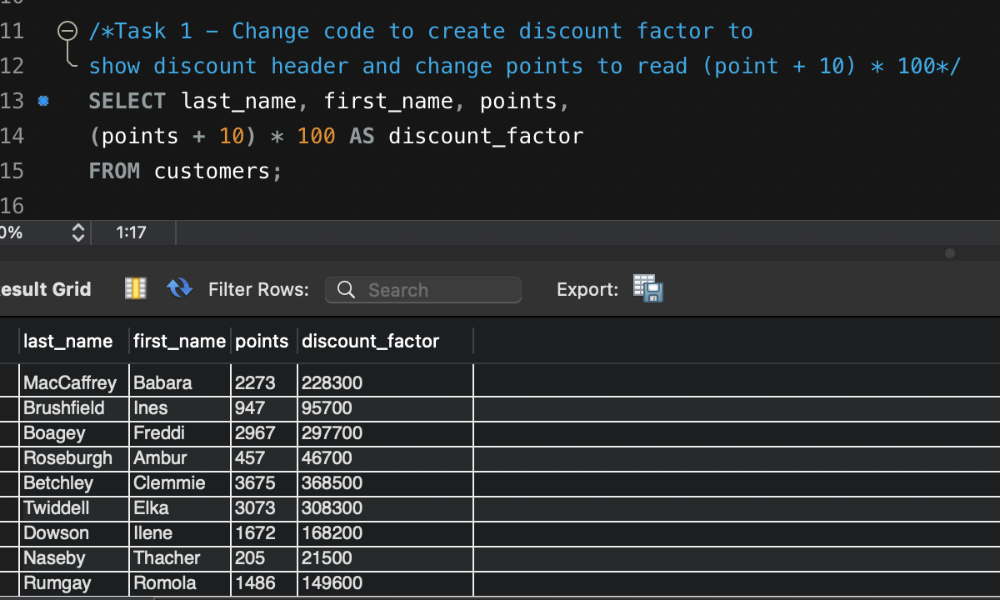 11 /*Task 1 – Change code to create discount factor to
12 show discount header and change points to read (point + 10) * 100*/
13 SELECT last_name, first_name, points,
14 (points + 10) * 100 AS discount_factor
15 FROM customers;
16
0% 1:17
esult Grid Filter Rows: Search Export:
last_name first_name points discount_factor
MacCaffrey Babara 2273 228300
Brushfield Ines 947 95700
Boagey Freddi 2967 297700
Roseburgh Ambur 457 46700
Betchley Clemmie 3675 368500
Twiddell Elka 3073 308300
Dowson Ilene 1672 168200
Naseby Thacher 205 21500
Rumgay Romola 1486 149600